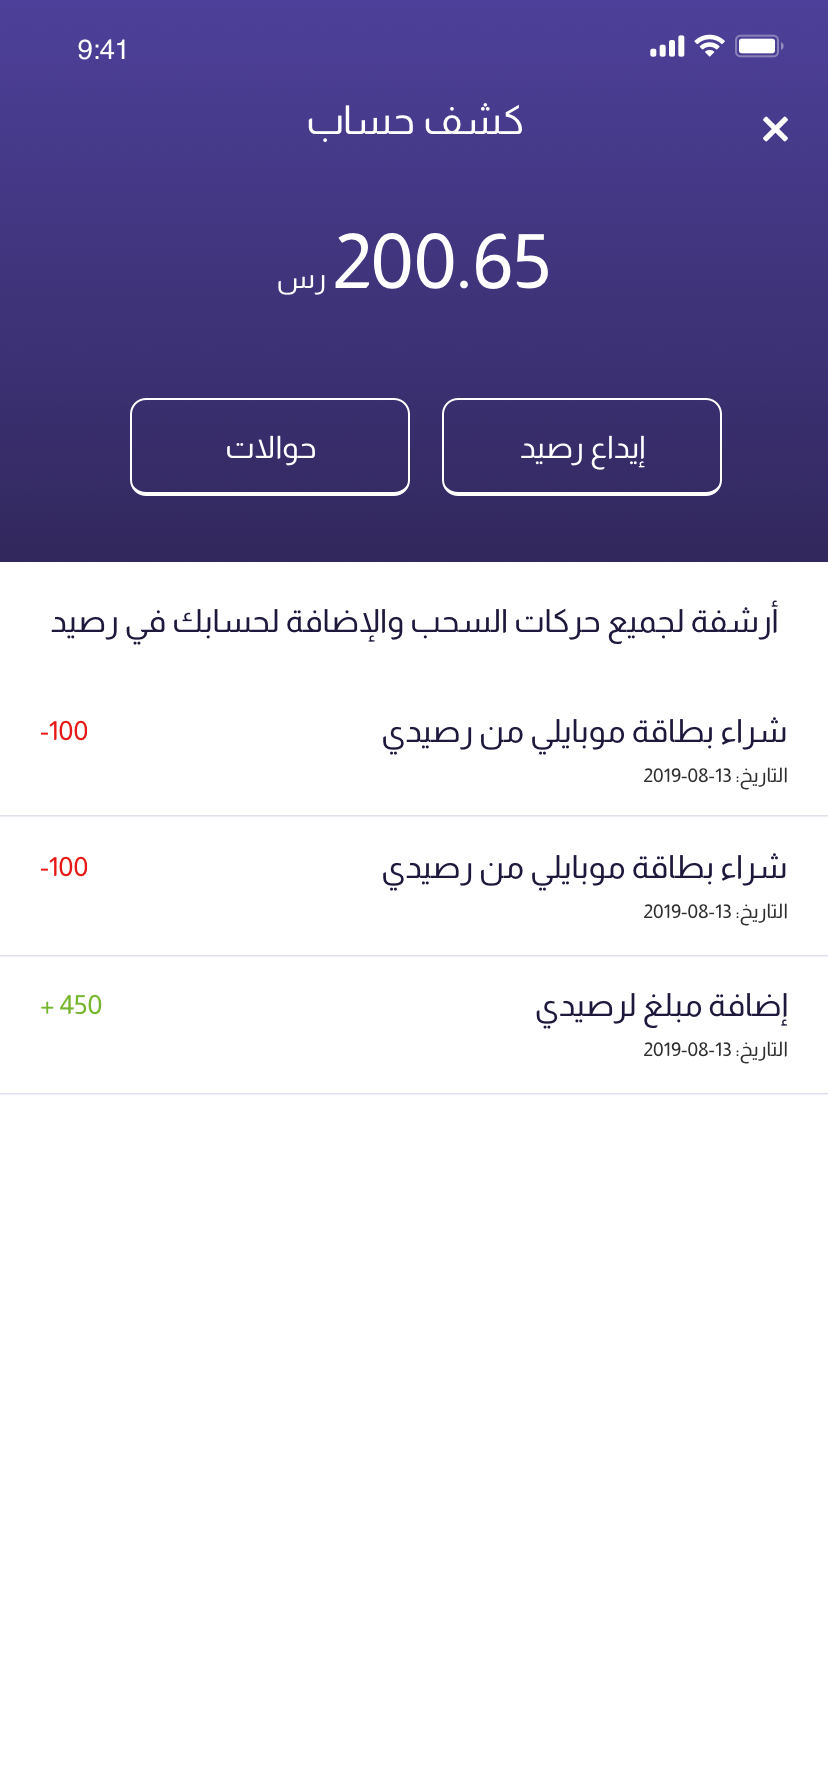 9:41
كشف حساب
200.65 رس
إيداع رصيد
حوالات
أرشفة لجميع حركات السحب والإضافة لحسابك في رصيد
شراء بطاقة موبايلي من رصيدي
-100
التاريخ: 13-08-2019
شراء بطاقة موبايلي من رصيدي
-100
التاريخ: 13-08-2019
إضافة مبلغ لرصيدي
+ 450
التاريخ: 13-08-2019